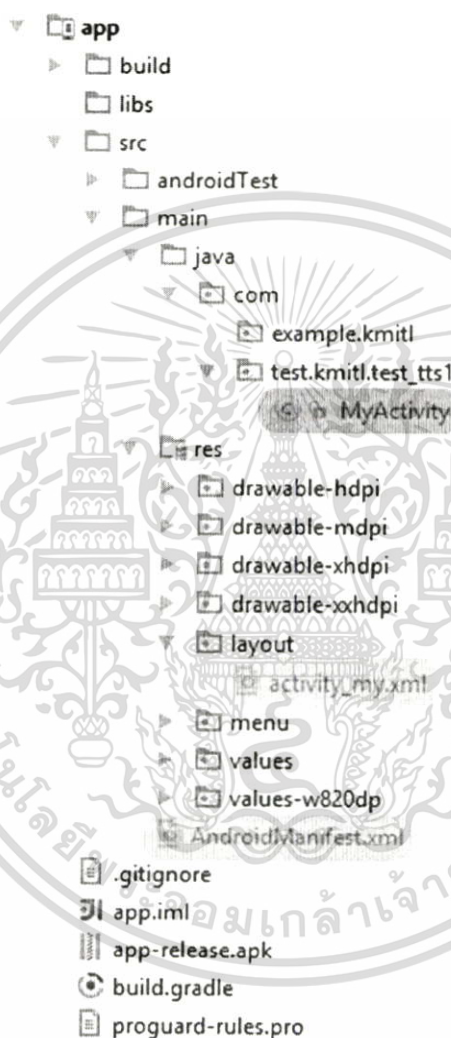 app
build
libs
src
androidTest
main
java
com
example.kmitl
test.kmitl.test_tts1
MyActivity
res
drawable-hdpi
drawable-mdpi
drawable-xhdpi
drawable-xxhdpi
layout
activity_my.xml
menu
values
values-w820dp
AndroidManifest.xml
.gitignore
app.iml
app-release.apk
build.gradle
proguard-rules.pro